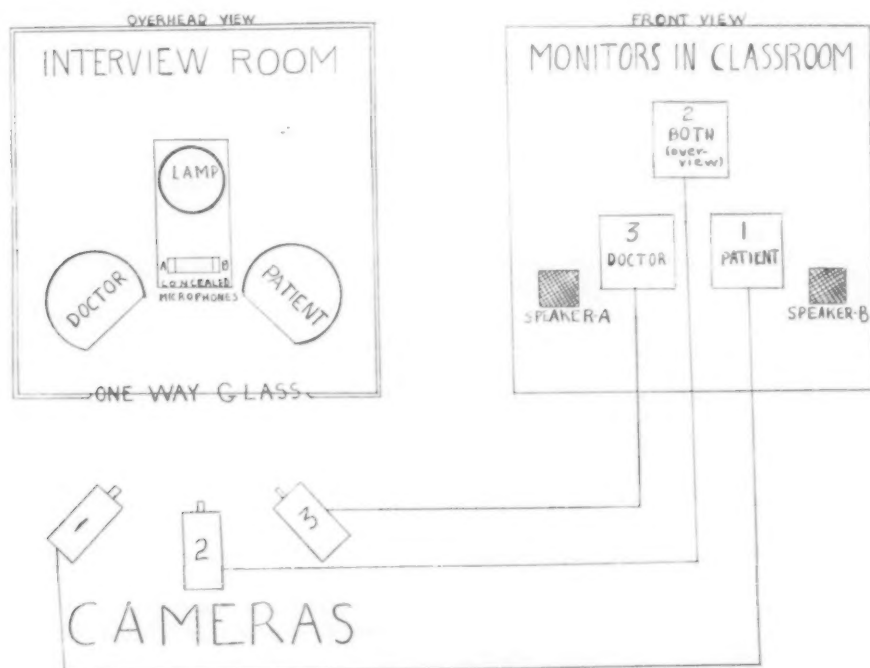 OVERHEAD VIEW
INTERVIEW ROOM
LAMP
A B
CONCEALED
MICROPHONES
DOCTOR
PATIENT
ONE WAY GLASS
FRONT VIEW
MONITORS IN CLASSROOM
2
BOTH
(over-
view)
3
DOCTOR
1
PATIENT
SPEAKER-A
SPEAKER-B
1
2
3
CAMERAS